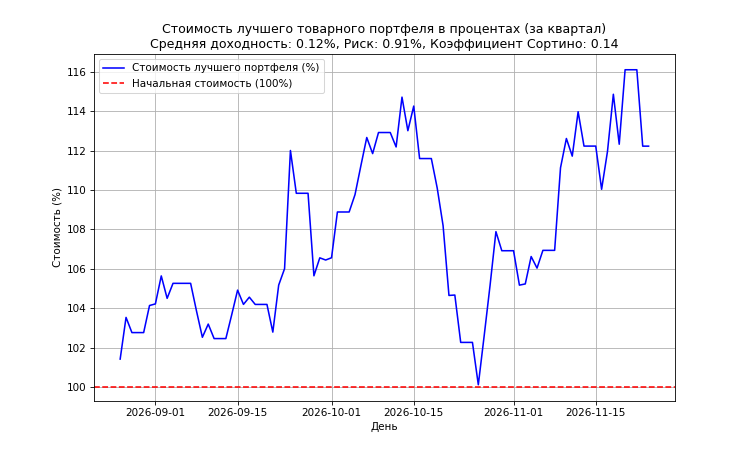 Стоимость лучшего товарного портфеля в процентах (за квартал)
Средняя доходность: 0.12%, Риск: 0.91%, Коэффициент Сортино: 0.14
Стоимость лучшего портфеля (%)
Начальная стоимость (100%)
Стоимость (%)
116
114
112
110
108
106
104
102
100
2026-09-01
2026-09-15
2026-10-01
2026-10-15
2026-11-01
2026-11-15
День